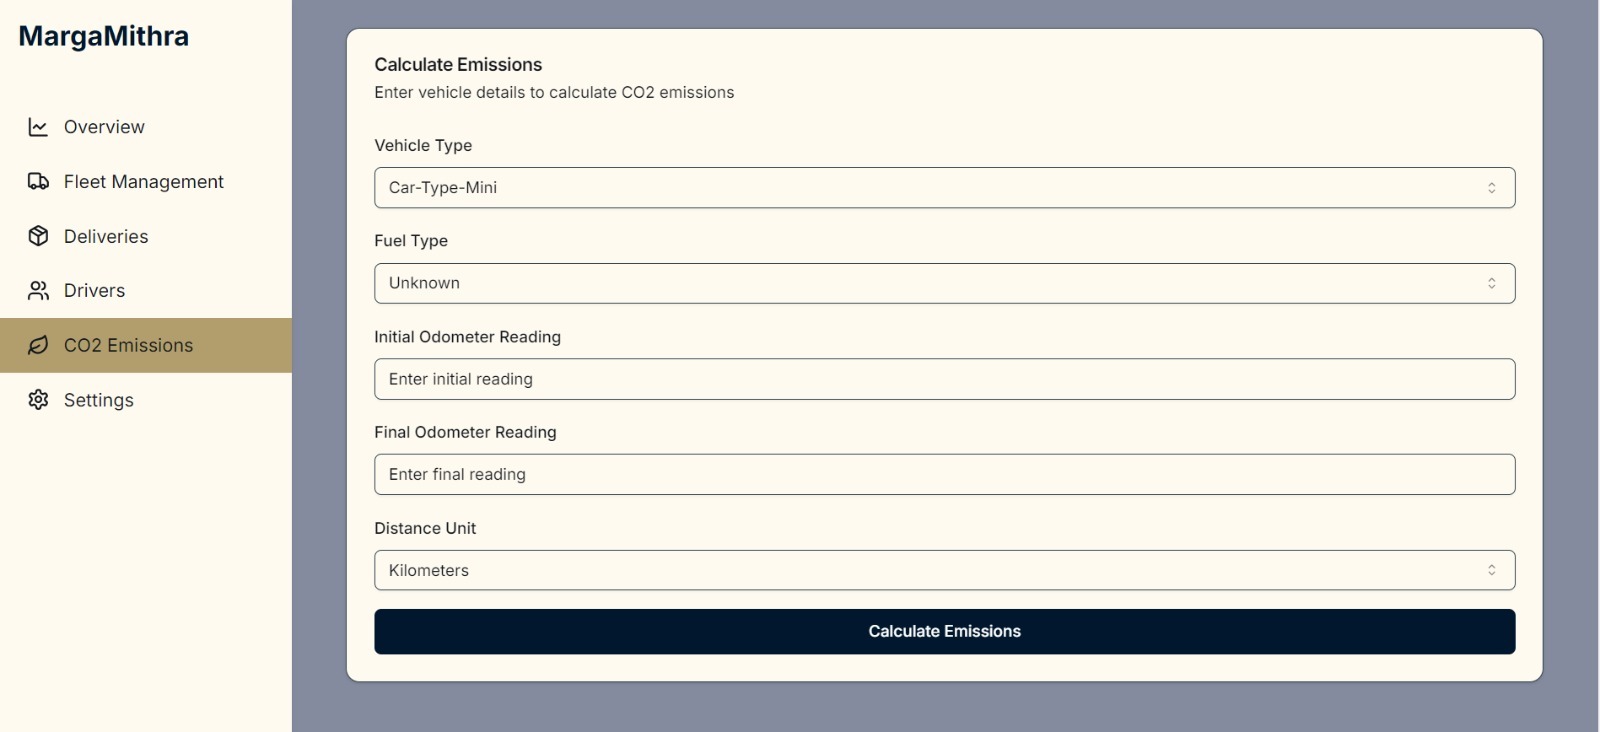 MargaMithra
Overview
Fleet Management
Deliveries
Drivers
CO2 Emissions
Settings
Calculate Emissions
Enter vehicle details to calculate CO2 emissions
Vehicle Type
Car-Type-Mini
Fuel Type
Unknown
Initial Odometer Reading
Enter initial reading
Final Odometer Reading
Enter final reading
Distance Unit
Kilometers
Calculate Emissions